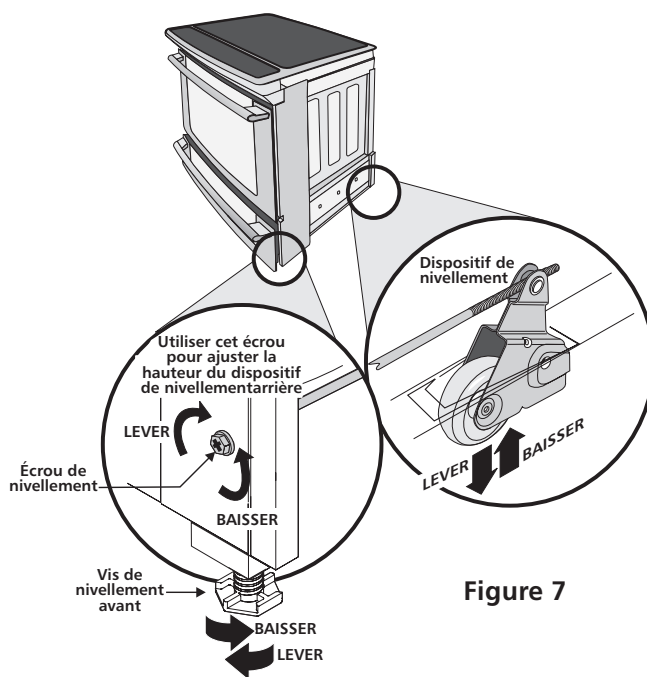 Dispositif de
nivellement
Utiliser cet écrou
pour ajuster la
hauteur du dispositif
de nivellementarrière
LEVER
Écrou de
nivellement
BAISSER
LEVER
BAISSER
Vis de
nivellement
avant
BAISSER
LEVER
Figure 7